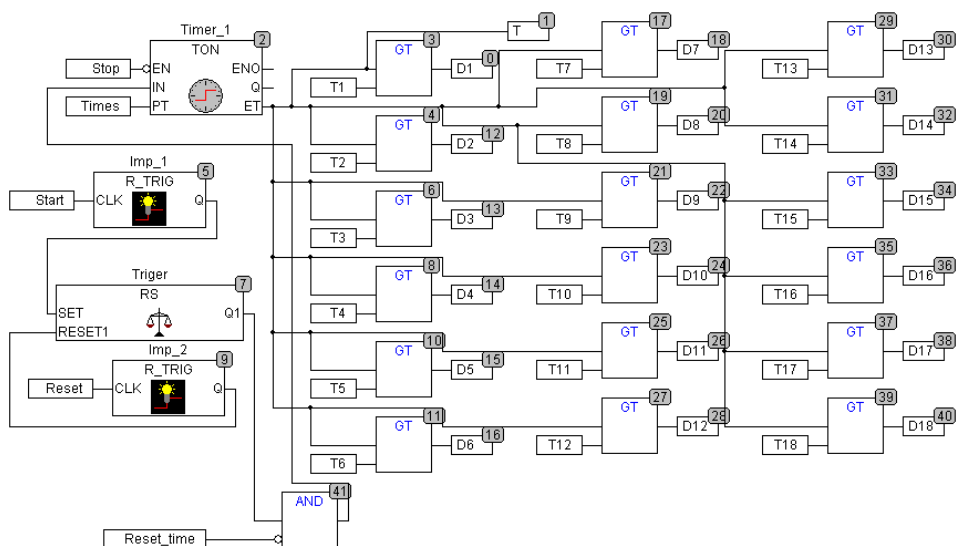 Timer_1 2
TON
Stop EN ENO
IN Q
Times PT ET
1
T
3
GT
0
D1
T1
4
GT
12
D2
T2
6
GT
13
D3
T3
8
GT
14
D4
T4
10
GT
15
D5
T5
11
GT
16
D6
T6
17
GT
18
D7
T7
19
GT
20
D8
T8
21
GT
22
D9
T9
23
GT
24
D10
T10
25
GT
26
D11
T11
27
GT
28
D12
T12
29
GT
30
D13
T13
31
GT
32
D14
T14
33
GT
34
D15
T15
35
GT
36
D16
T16
37
GT
38
D17
T17
39
GT
40
D18
T18
Imp_1 5
R_TRIG
Start CLK Q
Triger 7
RS
SET Q1
RESET1
Imp_2 9
R_TRIG
Reset CLK Q
41
AND
Reset_time